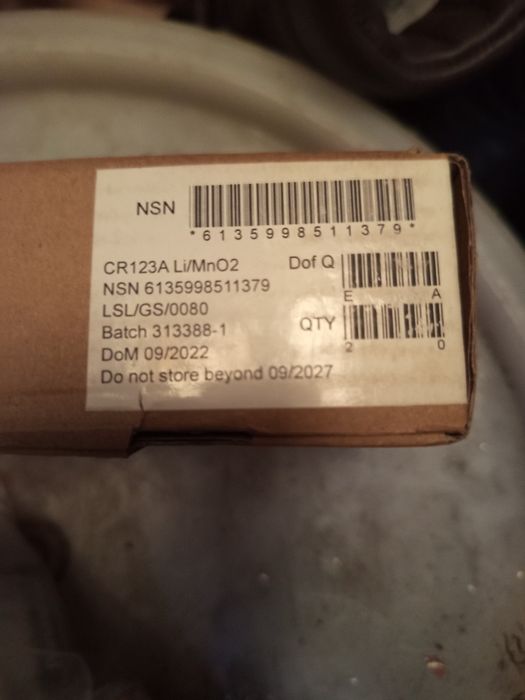 NSN
*6135998511379*
CR123A Li/MnO2
NSN 6135998511379
LSL/GS/0080
Batch 313388-1
DoM 09/2022
Do not store beyond 09/2027
Dof Q
E A
QTY
2 0